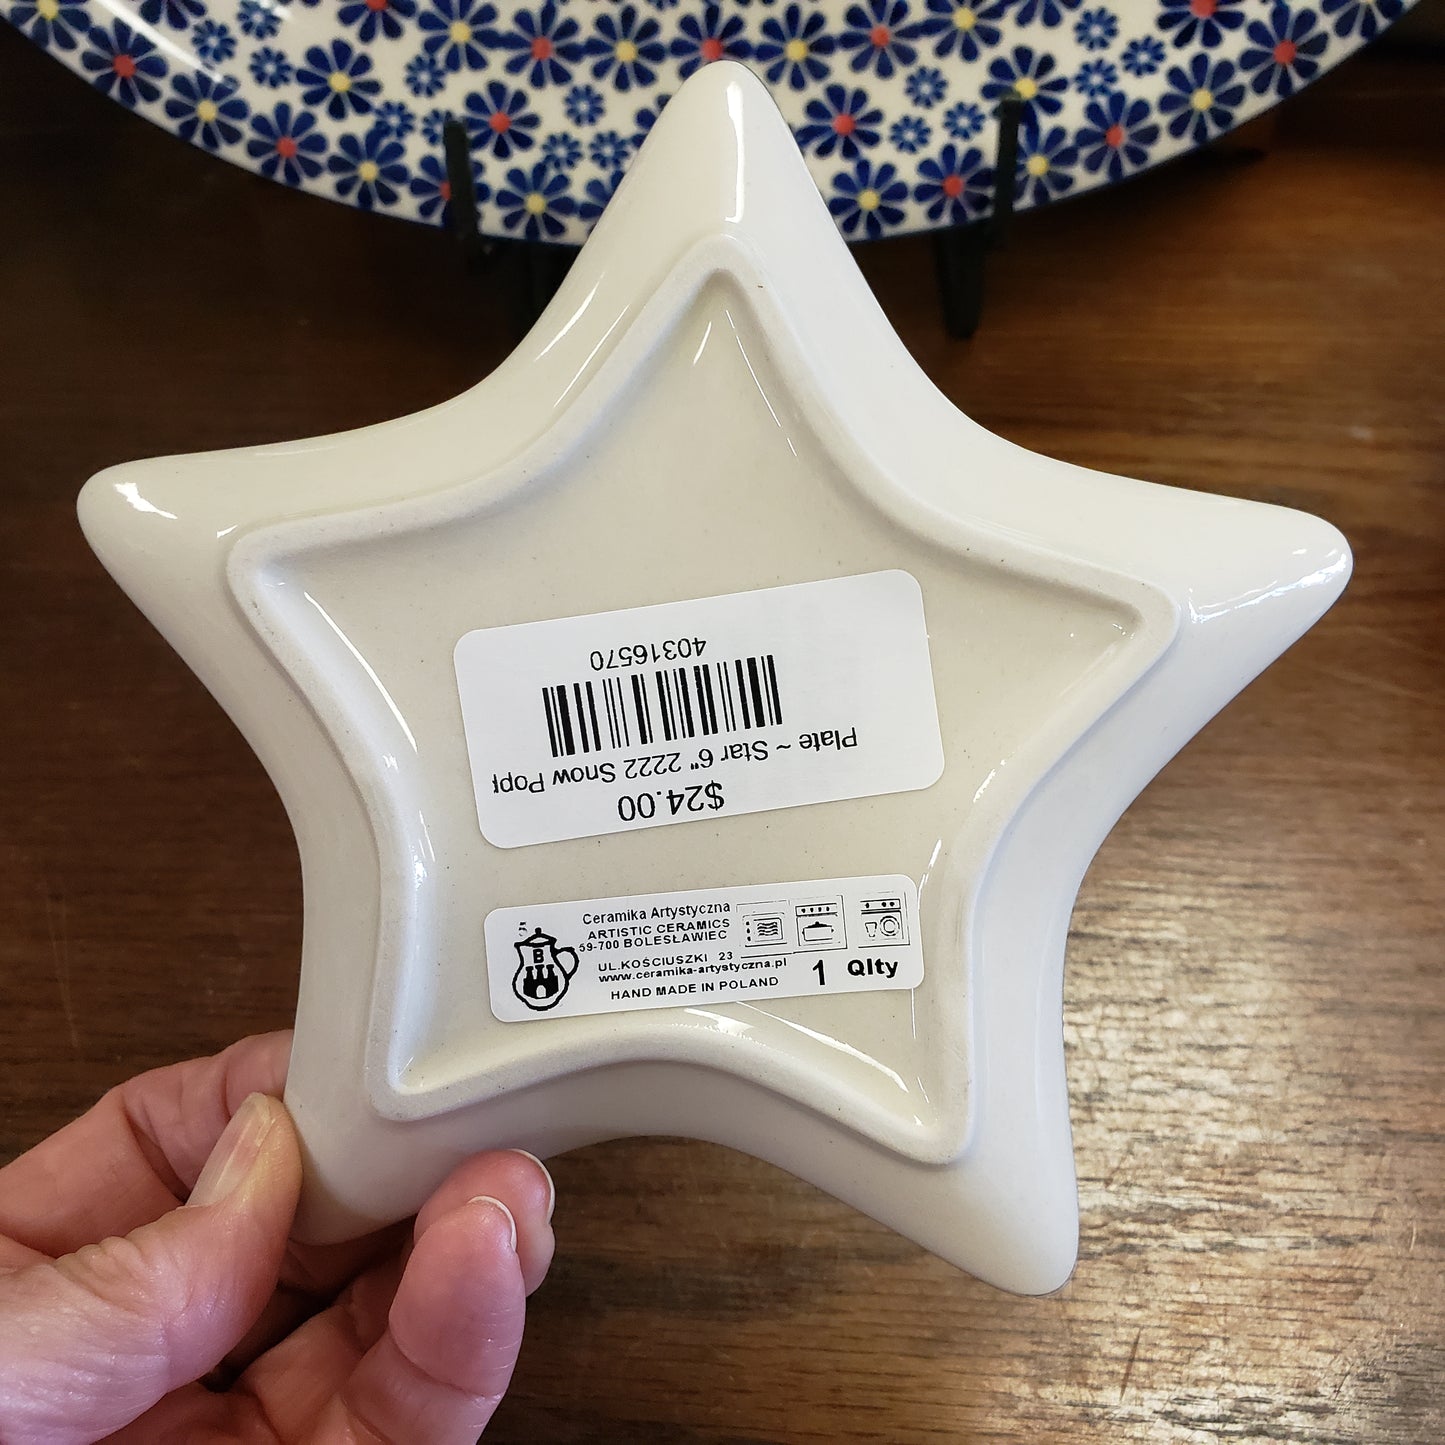 $24.00
Plate ~ Star 6" 2222 Snow
40316570
5
B
Ceramika Artystyczna
ARTISTIC CERAMICS
59-700 BOLESŁAWIEC
UL.KOŚCIUSZKI 23
www.ceramika-artystyczna.pl
HAND MADE IN POLAND
1 Qlty